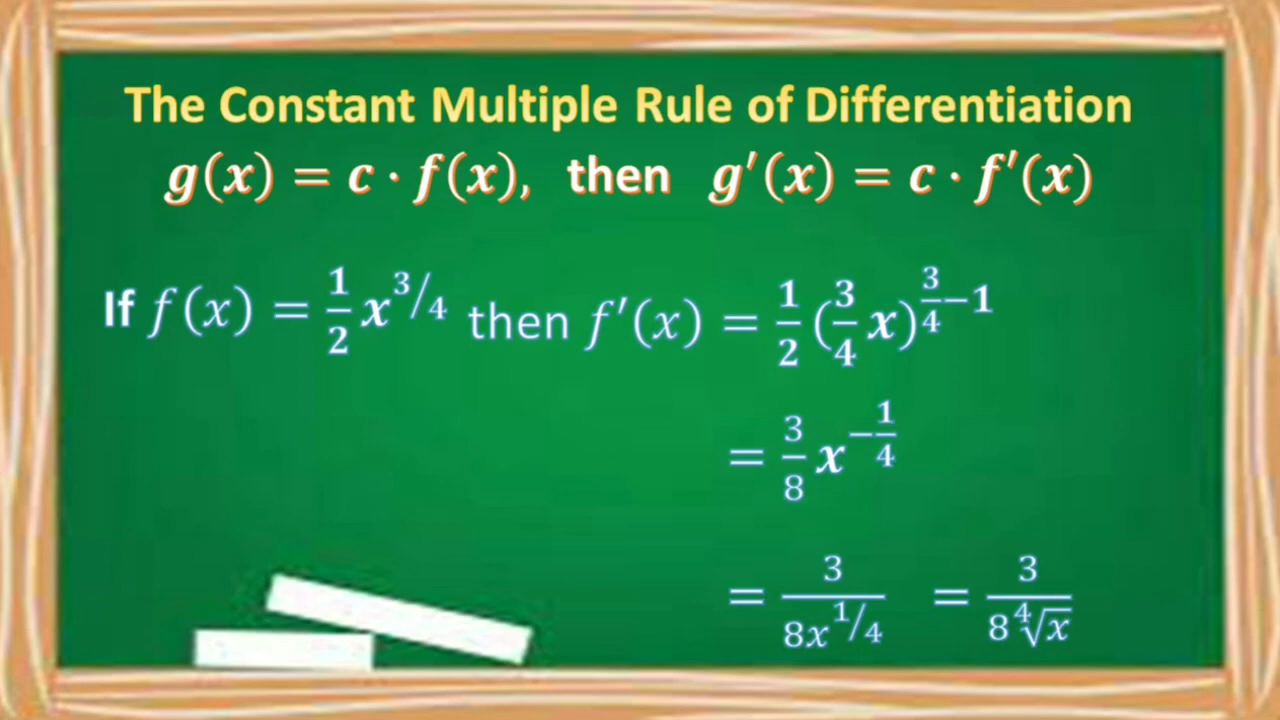 The Constant Multiple Rule of Differentiation
g(x) = c · f(x), then g′(x) = c · f′(x)
If f(x) = 1/2 x^(3/4) then f′(x) = 1/2 (3/4 x)^(3/4 − 1)
= 3/8 x^(−1/4)
= 3/(8x^(1/4)) = 3/(8 ∜x)